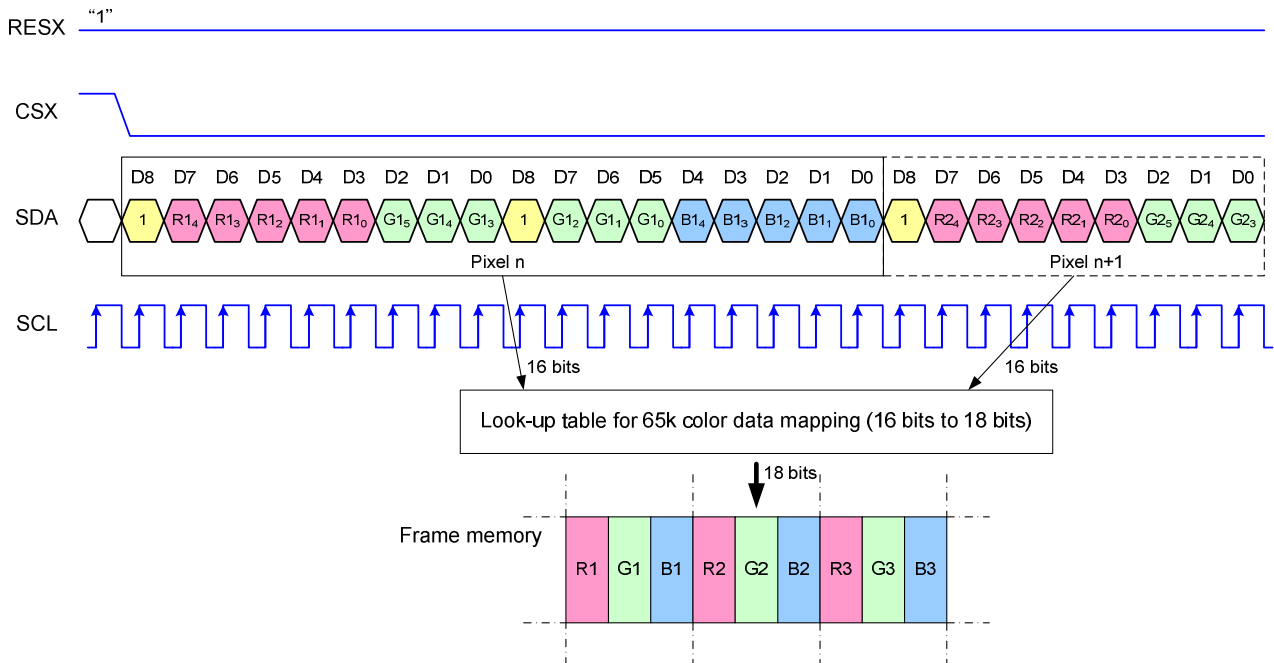 RESX “1”
CSX
D8 D7 D6 D5 D4 D3 D2 D1 D0 D8 D7 D6 D5 D4 D3 D2 D1 D0 D8 D7 D6 D5 D4 D3 D2 D1 D0
SDA 1 R1₄ R1₃ R1₂ R1₁ R1₀ G1₅ G1₄ G1₃ 1 G1₂ G1₁ G1₀ B1₄ B1₃ B1₂ B1₁ B1₀ 1 R2₄ R2₃ R2₂ R2₁ R2₀ G2₅ G2₄ G2₃
Pixel n Pixel n+1
SCL
16 bits 16 bits
Look-up table for 65k color data mapping (16 bits to 18 bits)
18 bits
Frame memory
R1 G1 B1 R2 G2 B2 R3 G3 B3